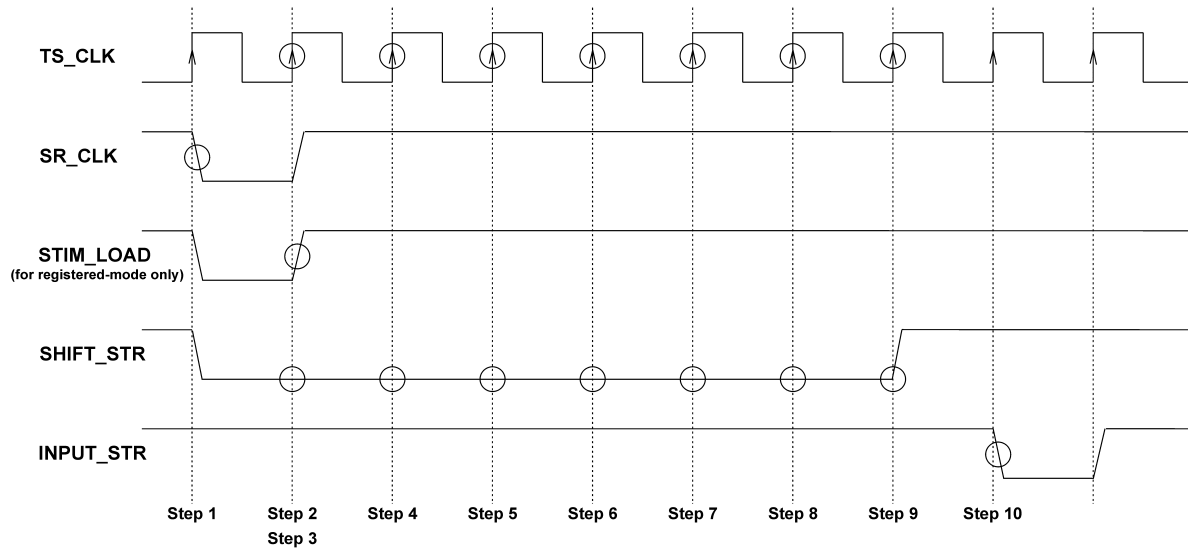 TS_CLK
SR_CLK
STIM_LOAD
(for registered-mode only)
SHIFT_STR
INPUT_STR
Step 1 Step 2 Step 4 Step 5 Step 6 Step 7 Step 8 Step 9 Step 10
Step 3